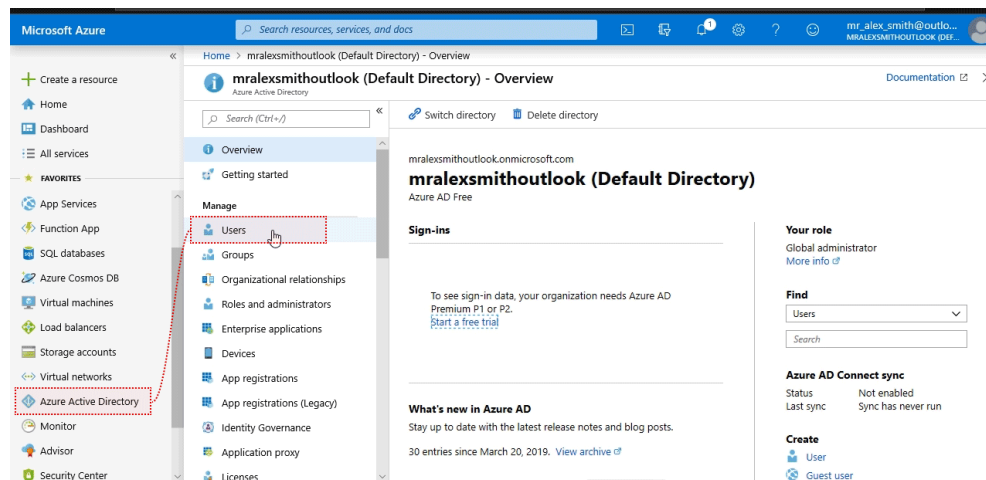 Microsoft Azure
Search resources, services, and docs
1
mr_alex_smith@outlo...
MRALEXSMITHOUTLOOK (DEF...
Home > mralexsmithoutlook (Default Directory) - Overview
mralexsmithoutlook (Default Directory) - Overview
Azure Active Directory
Documentation
Create a resource
Home
Dashboard
All services
FAVORITES
App Services
Function App
SQL databases
Azure Cosmos DB
Virtual machines
Load balancers
Storage accounts
Virtual networks
Azure Active Directory
Monitor
Advisor
Security Center
Search (Ctrl+/)
Overview
Getting started
Manage
Users
Groups
Organizational relationships
Roles and administrators
Enterprise applications
Devices
App registrations
App registrations (Legacy)
Identity Governance
Application proxy
Licenses
Switch directory
Delete directory
mralexsmithoutlook.onmicrosoft.com
mralexsmithoutlook (Default Directory)
Azure AD Free
Sign-ins
To see sign-in data, your organization needs Azure AD
Premium P1 or P2.
Start a free trial
What's new in Azure AD
Stay up to date with the latest release notes and blog posts.
30 entries since March 20, 2019. View archive
Your role
Global administrator
More info
Find
Users
Search
Azure AD Connect sync
Status Not enabled
Last sync Sync has never run
Create
User
Guest user